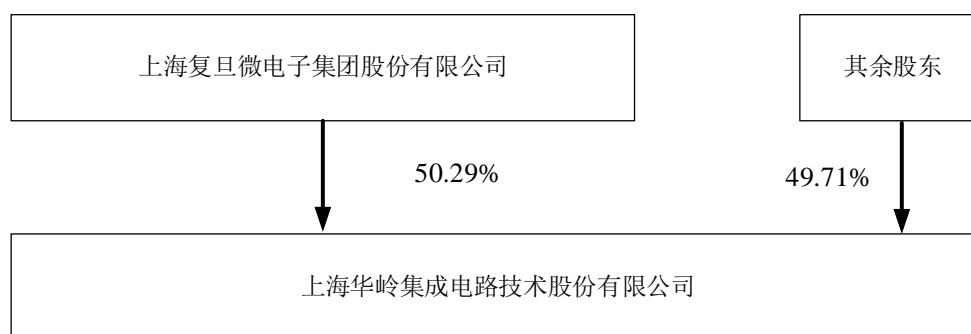 上海复旦微电子集团股份有限公司
其余股东
50.29%
49.71%
上海华岭集成电路技术股份有限公司